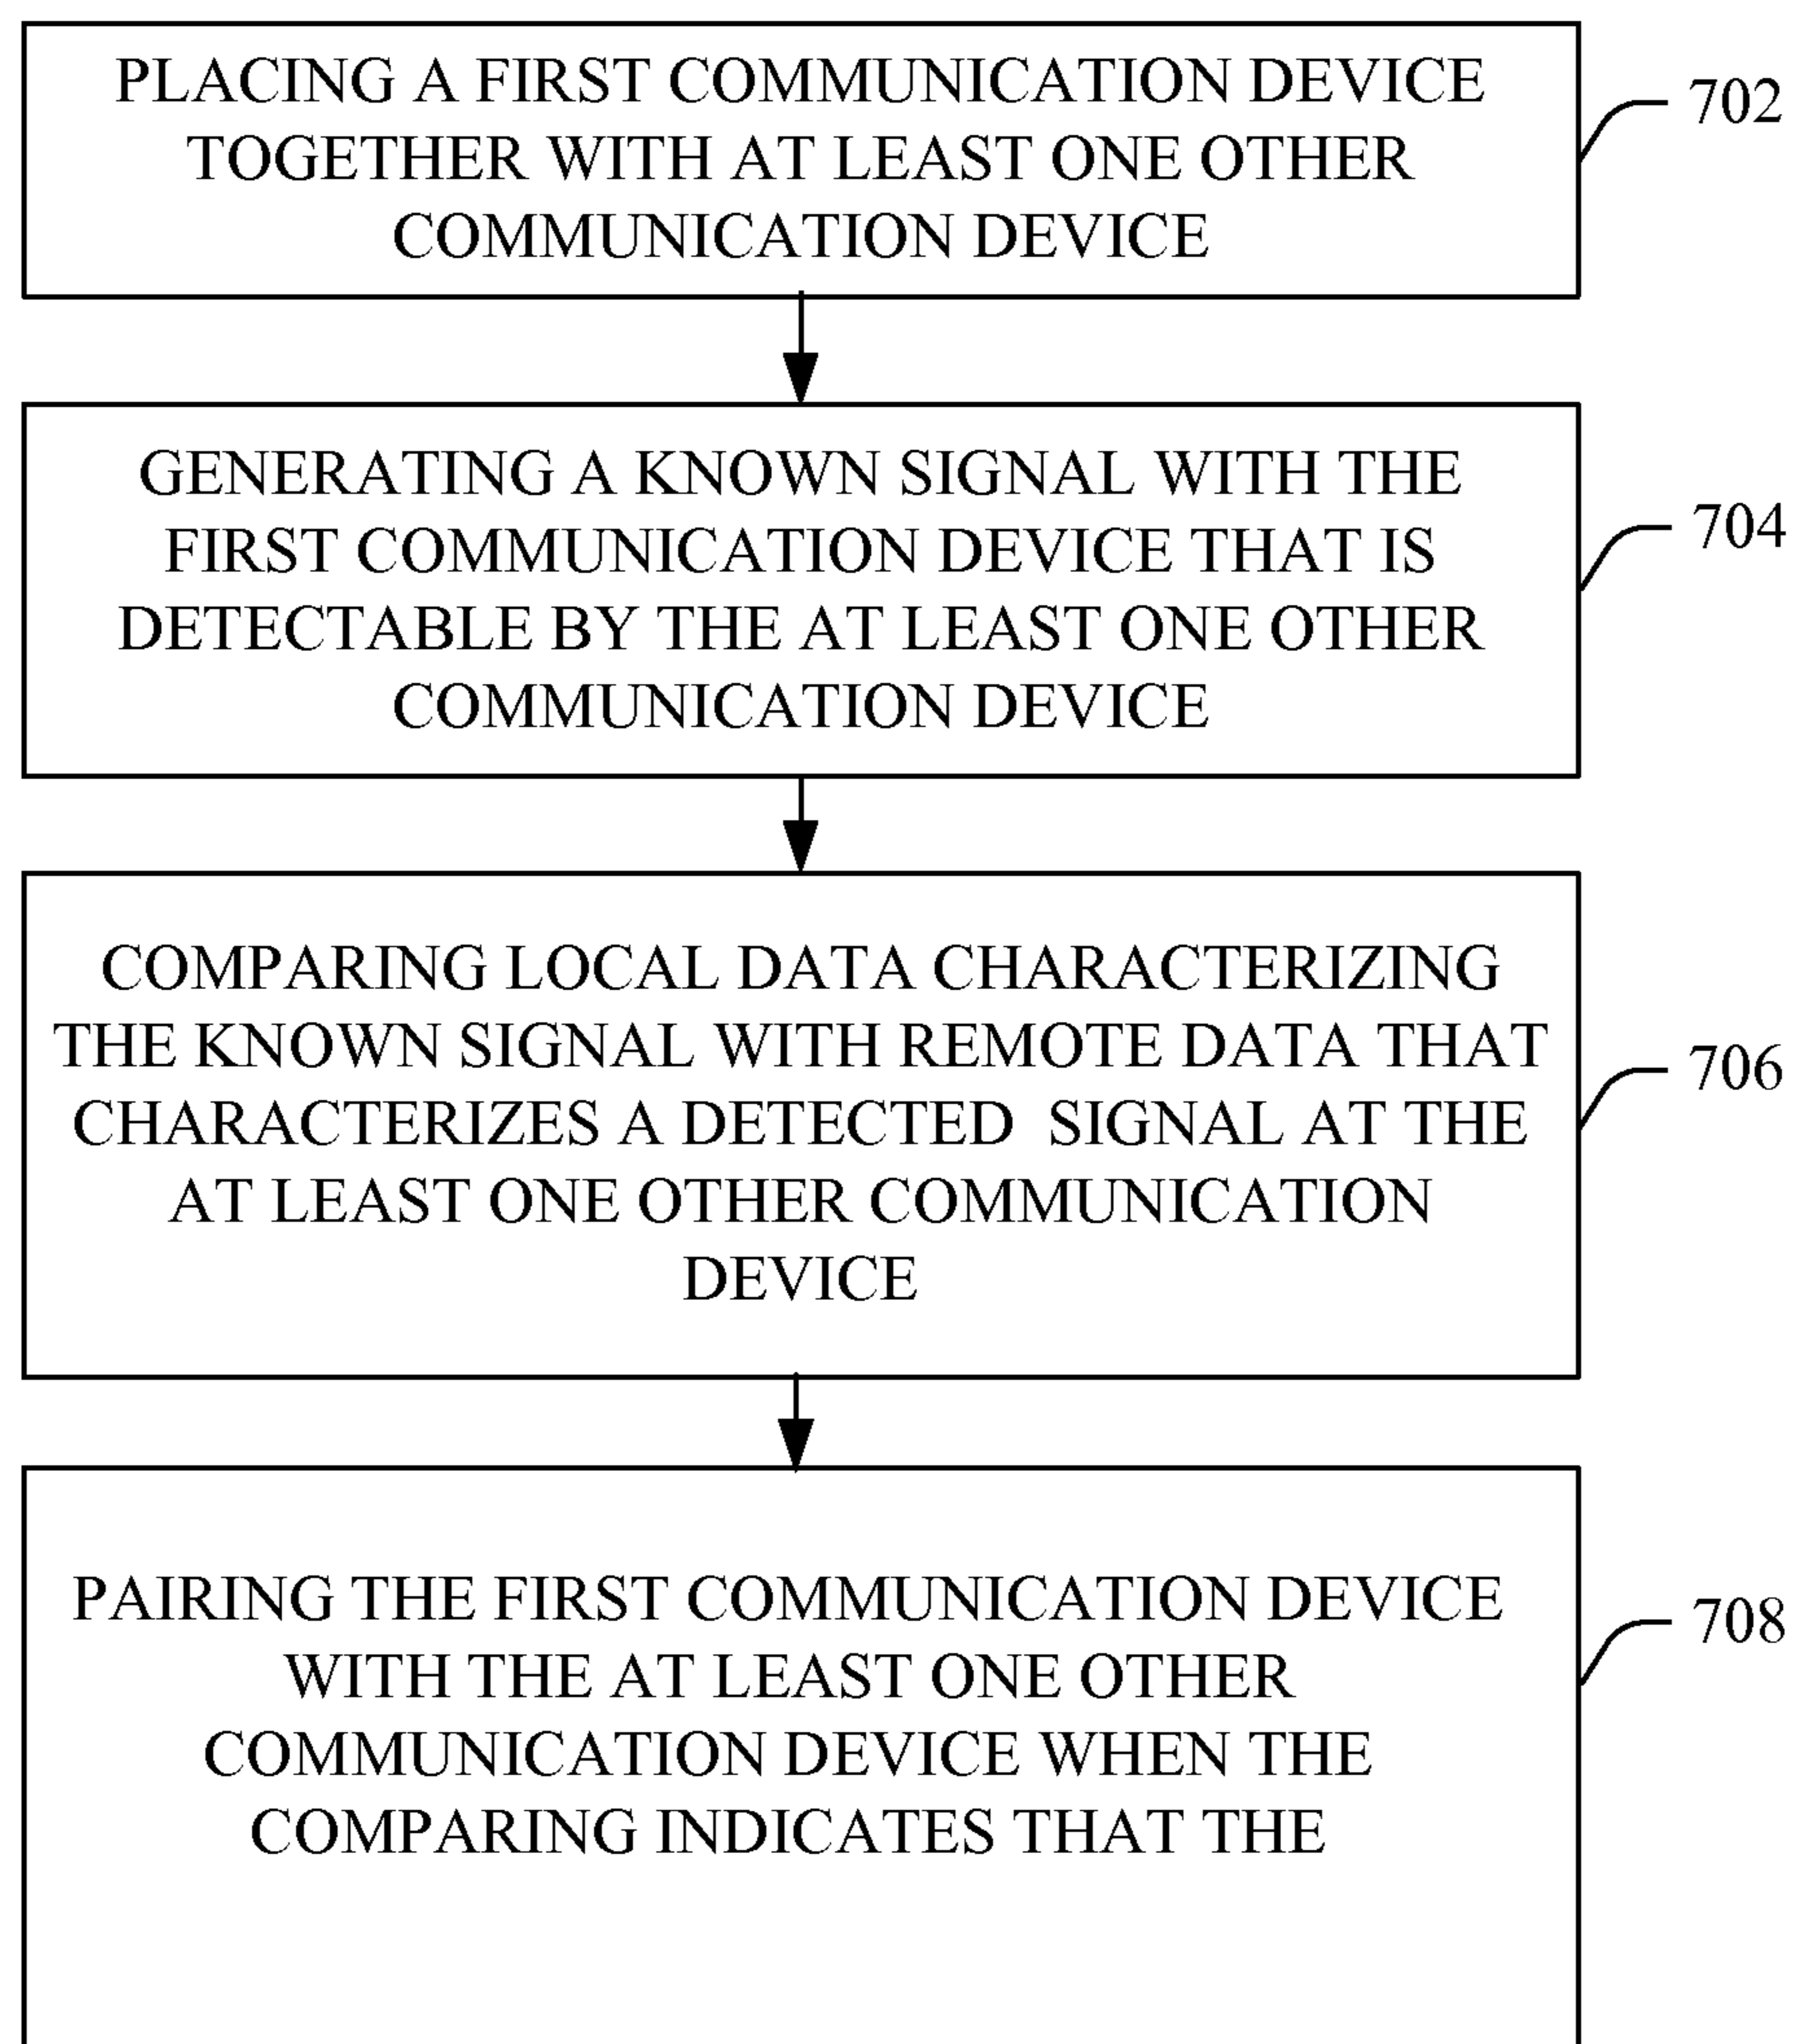 PLACING A FIRST COMMUNICATION DEVICE
TOGETHER WITH AT LEAST ONE OTHER
COMMUNICATION DEVICE
702
GENERATING A KNOWN SIGNAL WITH THE
FIRST COMMUNICATION DEVICE THAT IS
DETECTABLE BY THE AT LEAST ONE OTHER
COMMUNICATION DEVICE
704
COMPARING LOCAL DATA CHARACTERIZING
THE KNOWN SIGNAL WITH REMOTE DATA THAT
CHARACTERIZES A DETECTED SIGNAL AT THE
AT LEAST ONE OTHER COMMUNICATION
DEVICE
706
PAIRING THE FIRST COMMUNICATION DEVICE
WITH THE AT LEAST ONE OTHER
COMMUNICATION DEVICE WHEN THE
COMPARING INDICATES THAT THE
708